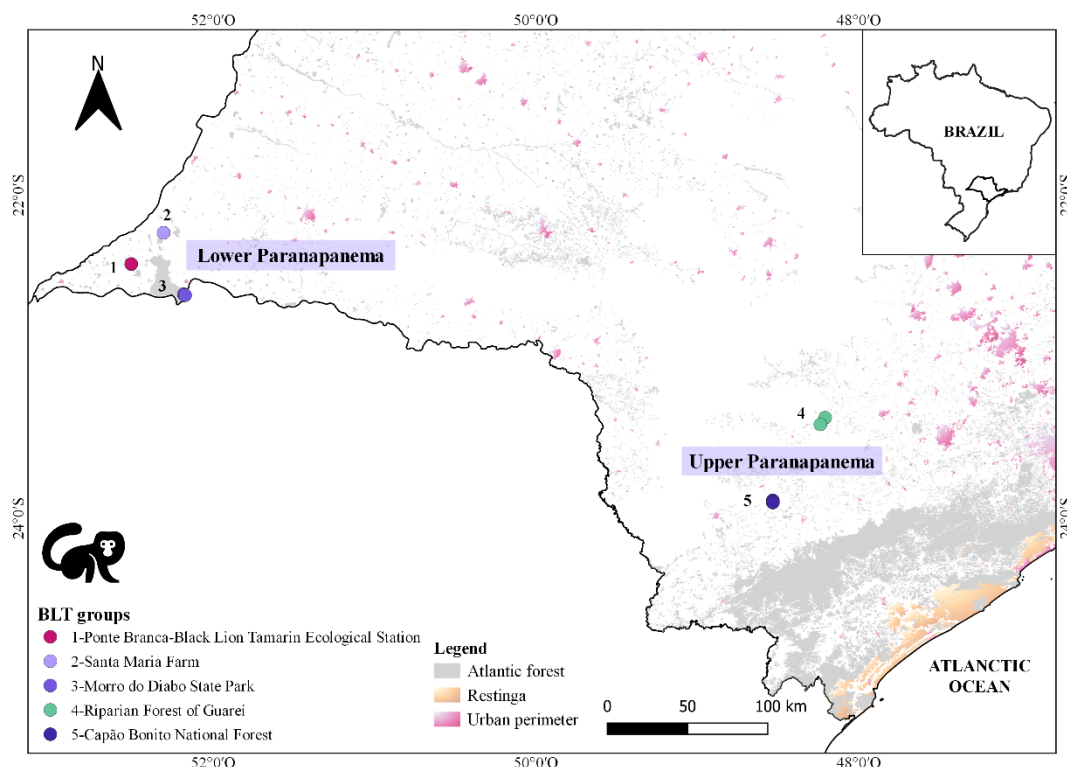 52°0'O 50°0'O 48°0'O
N
BRAZIL
22°0'S 22°0'S
2
Lower Paranapanema
1
3
4
Upper Paranapanema
5
24°0'S 24°0'S
BLT groups
1-Ponte Branca-Black Lion Tamarin Ecological Station
2-Santa Maria Farm
3-Morro do Diabo State Park
4-Riparian Forest of Guareí
5-Capão Bonito National Forest
Legend
Atlantic forest
Restinga
Urban perimeter
0 50 100 km
ATLANCTIC
OCEAN
52°0'O 50°0'O 48°0'O